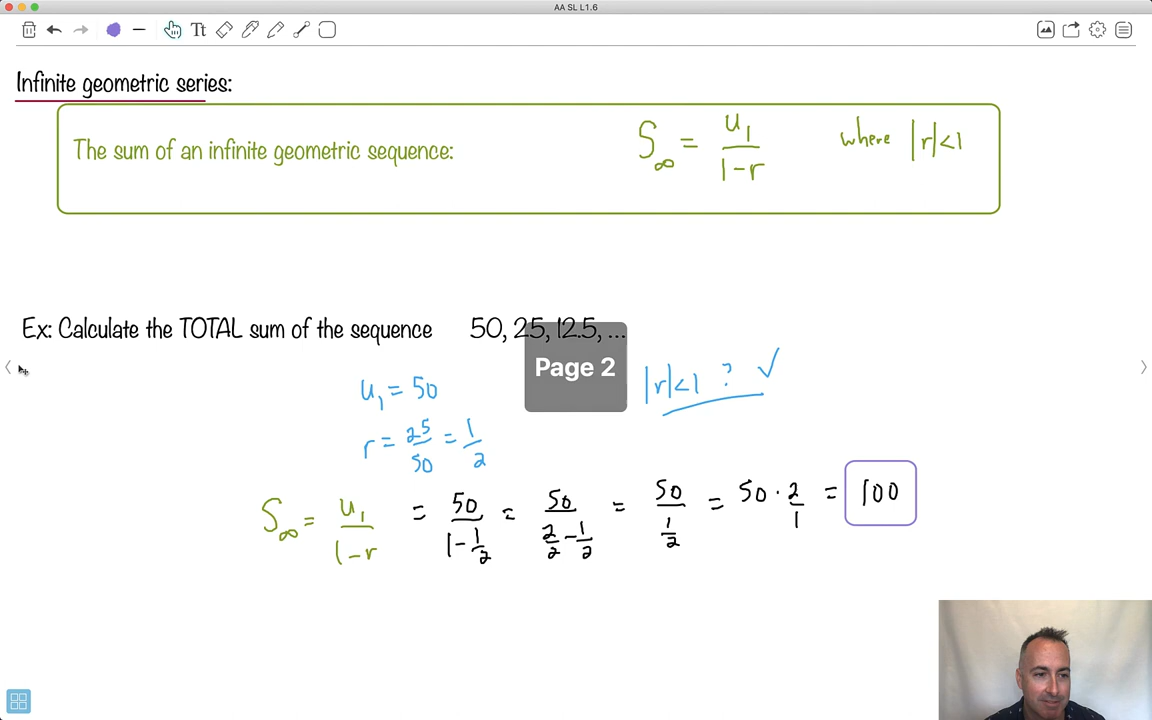 AA SL L1.6
Tt
Infinite geometric series:
The sum of an infinite geometric sequence: S∞ = u₁/(1-r) where |r|<1
Ex: Calculate the TOTAL sum of the sequence 50, 25, 12.5, ...
Page 2
u₁ = 50 |r|<1 ? ✓
r = 25/50 = 1/2
S∞ = u₁/(1-r) = 50/(1-1/2) = 50/(2/2-1/2) = 50/(1/2) = 50 · 2/1 = 100